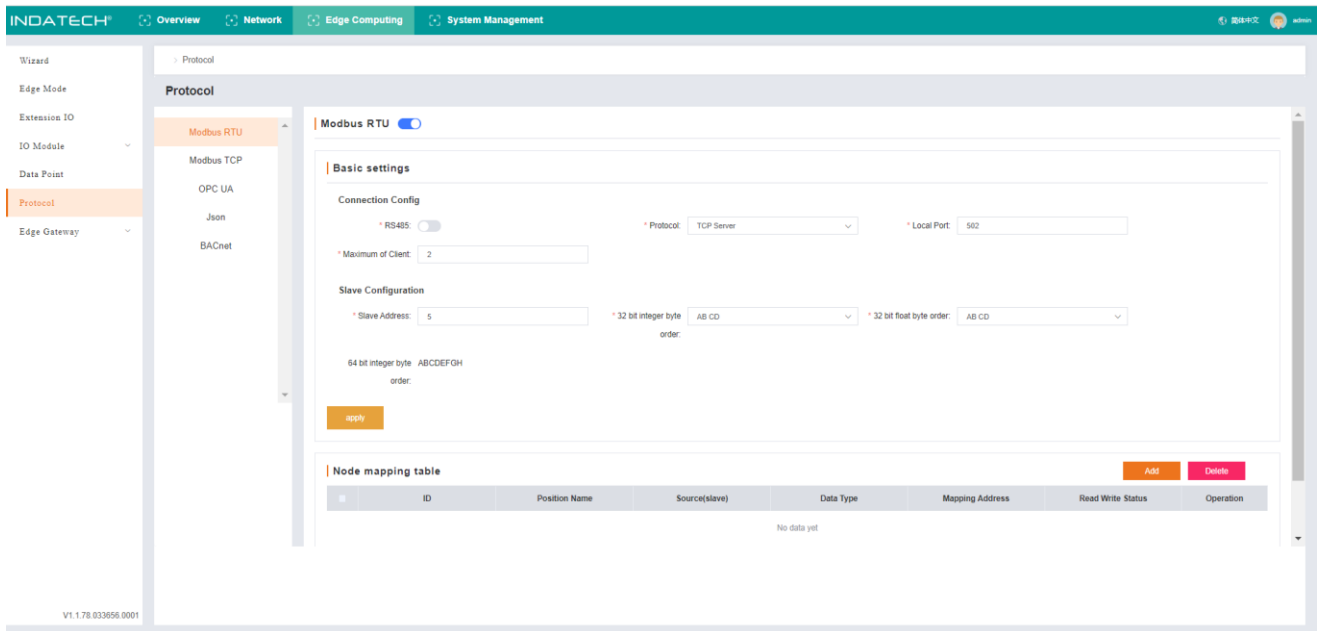 INDATECH® Overview Network Edge Computing System Management 简体中文 admin
Wizard
Edge Mode
Extension IO
IO Module
Data Point
Protocol
Edge Gateway
V1.1.78.033656.0001
> Protocol
Protocol
Modbus RTU
Modbus TCP
OPC UA
Json
BACnet
Modbus RTU
Basic settings
Connection Config
* RS485: * Protocol: TCP Server * Local Port: 502
* Maximum of Client: 2
Slave Configuration
* Slave Address: 5 * 32 bit integer byte order: AB CD * 32 bit float byte order: AB CD
64 bit integer byte order: ABCDEFGH
apply
Node mapping table Add Delete
ID Position Name Source(slave) Data Type Mapping Address Read Write Status Operation
No data yet